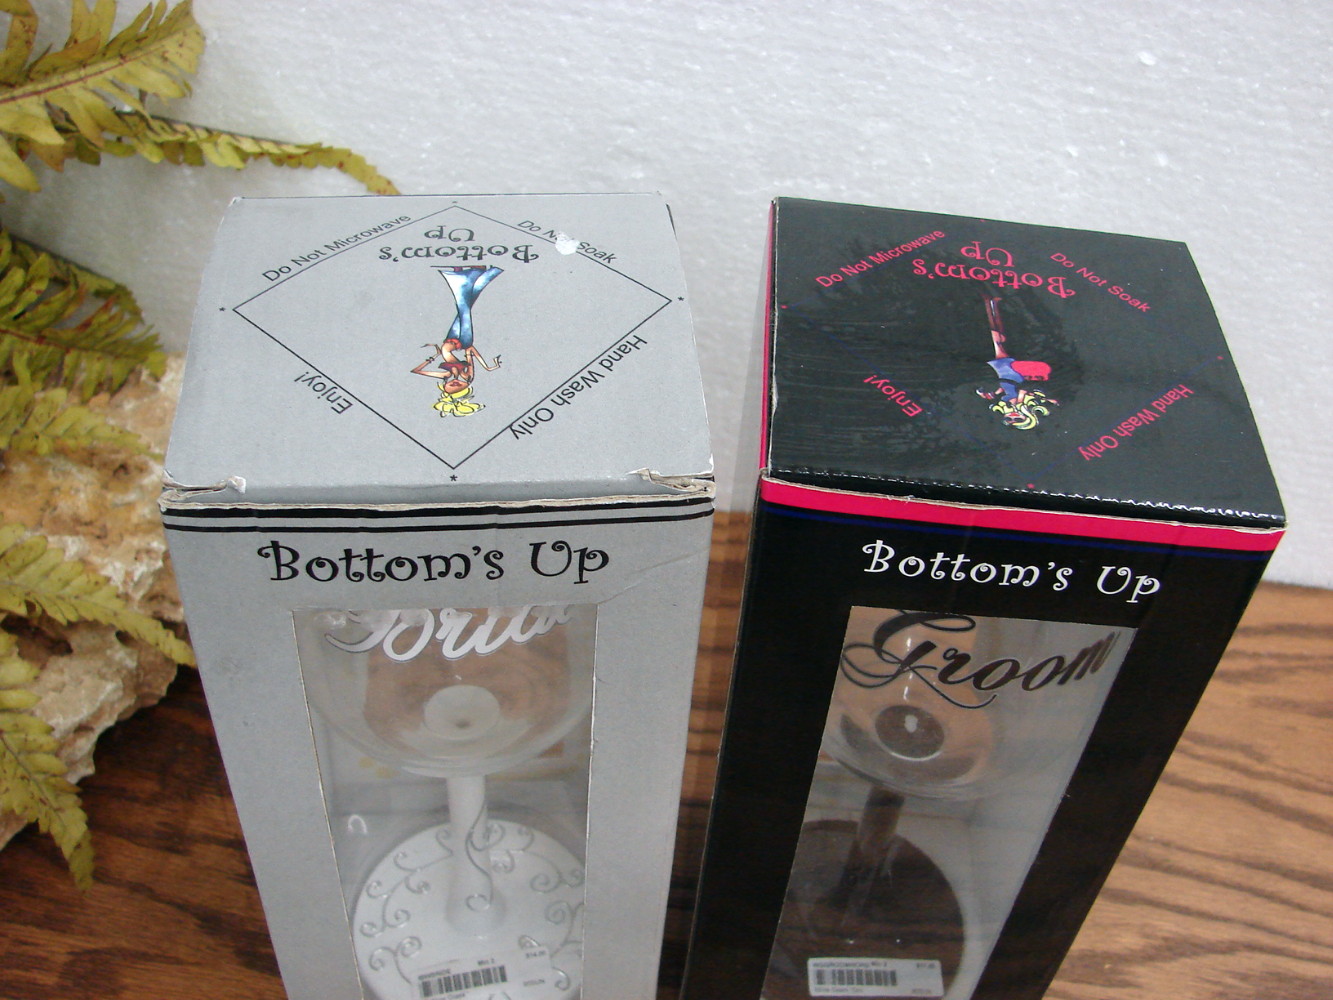 Do Not Microwave
Do Not Soak
Bottom's
Up
Hand Wash Only
Enjoy!
Bottom's Up
Do Not Microwave
Do Not Soak
Bottom's
Up
Hand Wash Only
Enjoy!
Bottom's Up
Groom